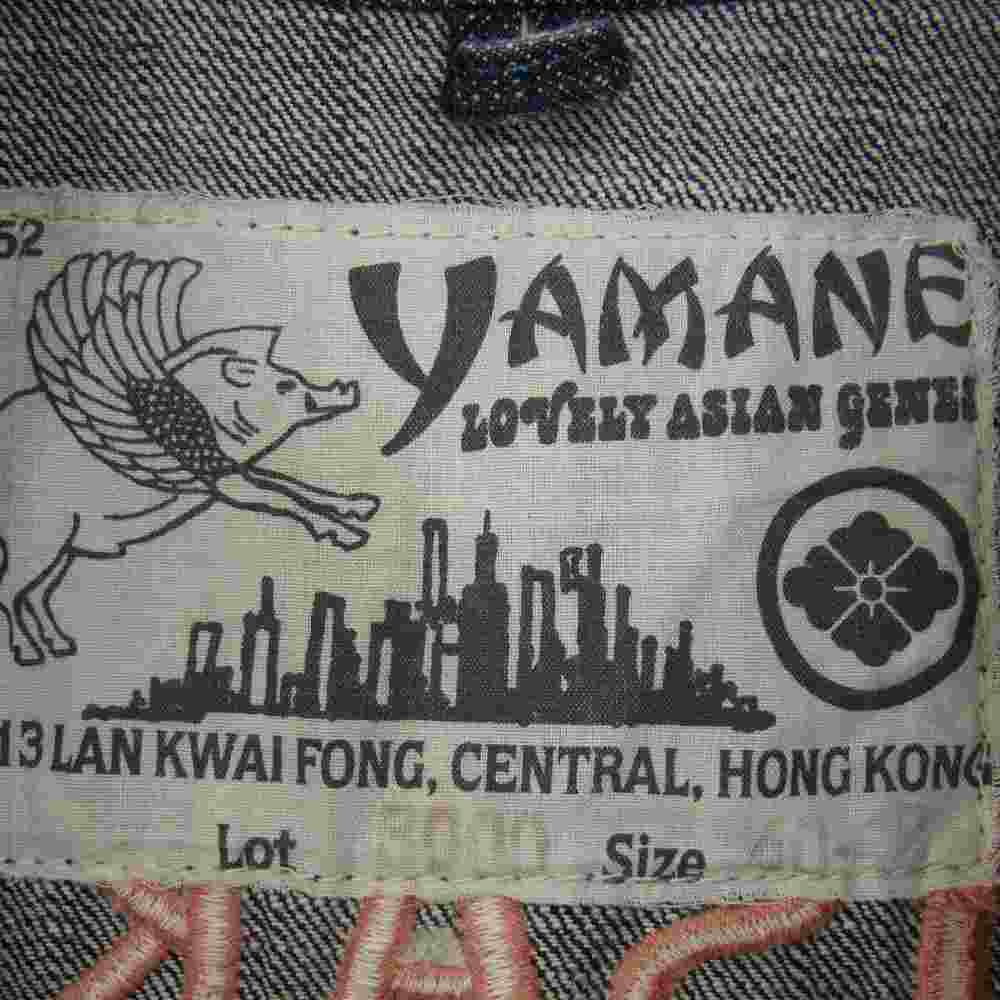 52
YAMANE
LOVELY ASIAN GENES
13 LAN KWAI FONG, CENTRAL, HONG KONG
Lot Size